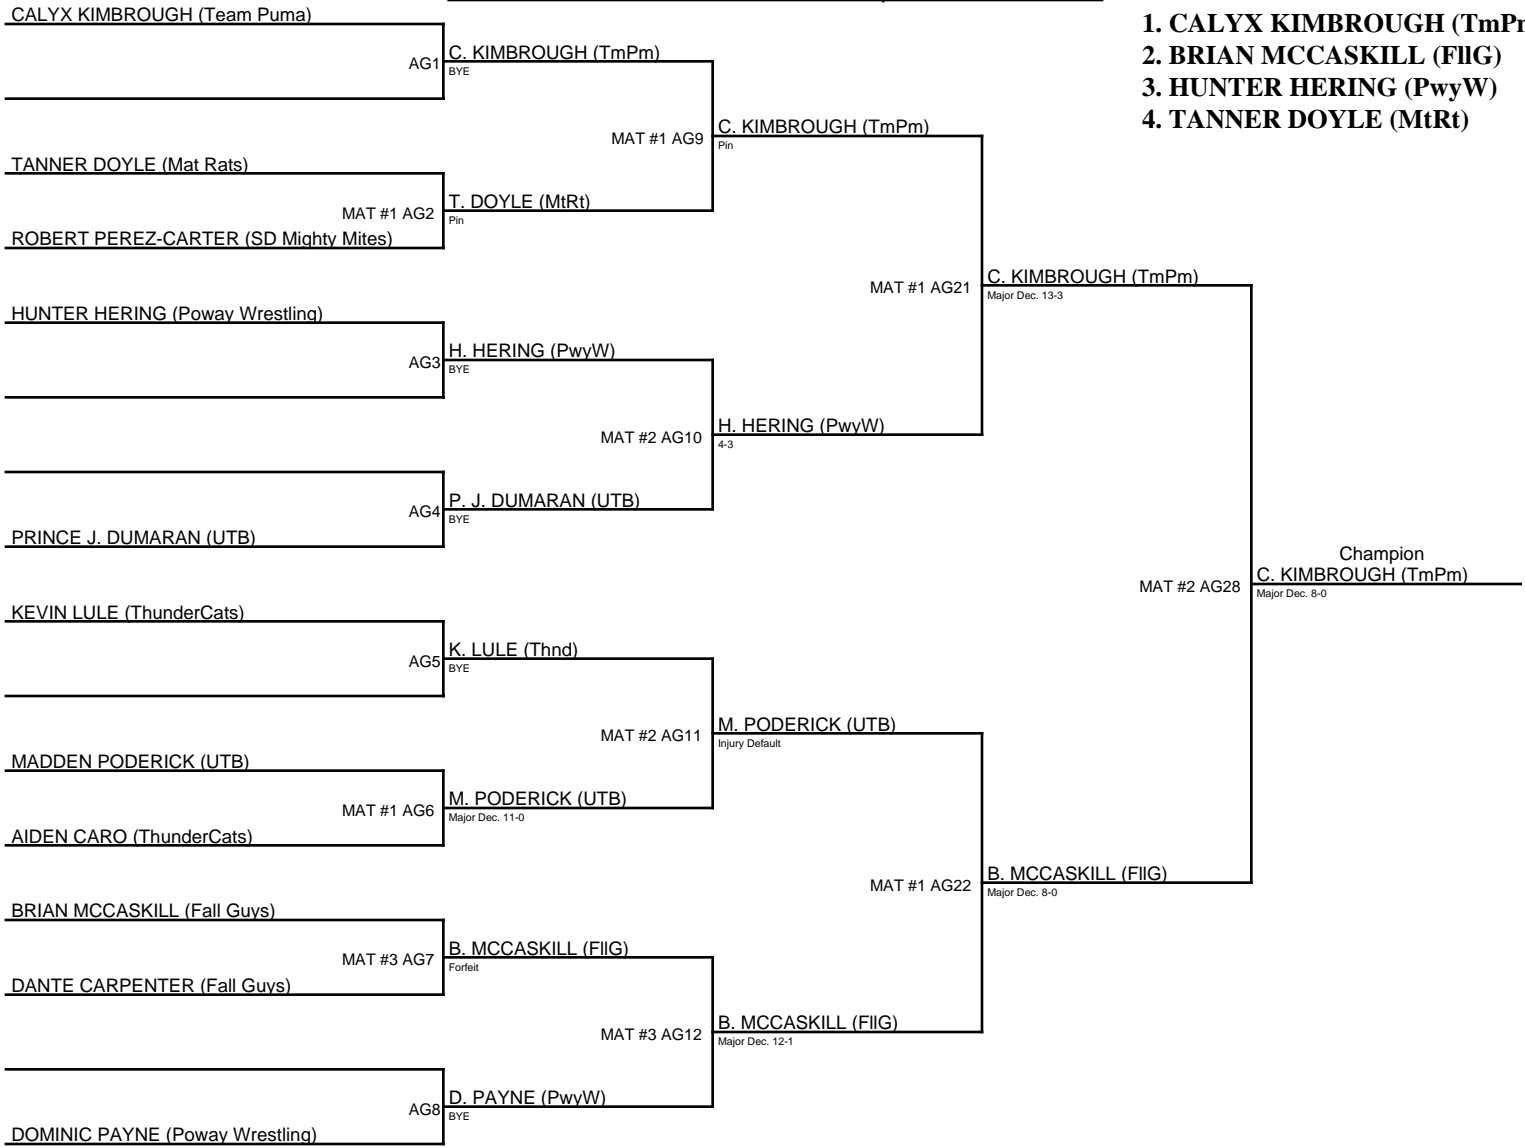 CALYX KIMBROUGH (Team Puma)
AG1
C. KIMBROUGH (TmPm)
BYE
1. CALYX KIMBROUGH
2. BRIAN MCCASKILL (FllG)
3. HUNTER HERING (PwyW)
4. TANNER DOYLE (MtRt)
MAT #1 AG9
C. KIMBROUGH (TmPm)
Pin
TANNER DOYLE (Mat Rats)
MAT #1 AG2
T. DOYLE (MtRt)
Pin
ROBERT PEREZ-CARTER (SD Mighty Mites)
MAT #1 AG21
C. KIMBROUGH (TmPm)
Major Dec. 13-3
HUNTER HERING (Poway Wrestling)
AG3
H. HERING (PwyW)
BYE
MAT #2 AG10
H. HERING (PwyW)
4-3
AG4
P. J. DUMARAN (UTB)
BYE
PRINCE J. DUMARAN (UTB)
Champion
MAT #2 AG28
C. KIMBROUGH (TmPm)
Major Dec. 8-0
KEVIN LULE (ThunderCats)
AG5
K. LULE (Thnd)
BYE
MAT #2 AG11
M. PODERICK (UTB)
Injury Default
MADDEN PODERICK (UTB)
MAT #1 AG6
M. PODERICK (UTB)
Major Dec. 11-0
AIDEN CARO (ThunderCats)
MAT #1 AG22
B. MCCASKILL (FllG)
Major Dec. 8-0
BRIAN MCCASKILL (Fall Guys)
MAT #3 AG7
B. MCCASKILL (FllG)
Forfeit
DANTE CARPENTER (Fall Guys)
MAT #3 AG12
B. MCCASKILL (FllG)
Major Dec. 12-1
AG8
D. PAYNE (PwyW)
BYE
DOMINIC PAYNE (Poway Wrestling)